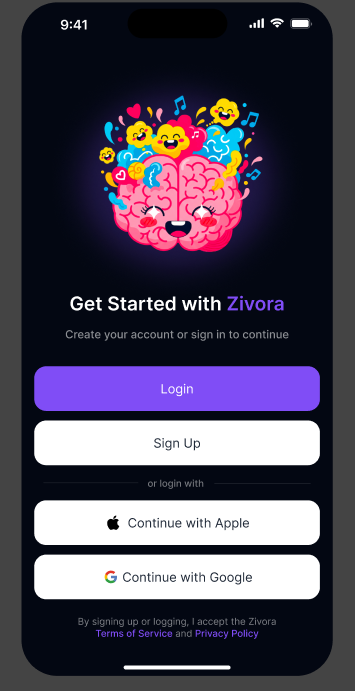 9:41
Get Started with Zivora
Create your account or sign in to continue
Login
Sign Up
or login with
Continue with Apple
Continue with Google
By signing up or logging, I accept the Zivora
Terms of Service and Privacy Policy